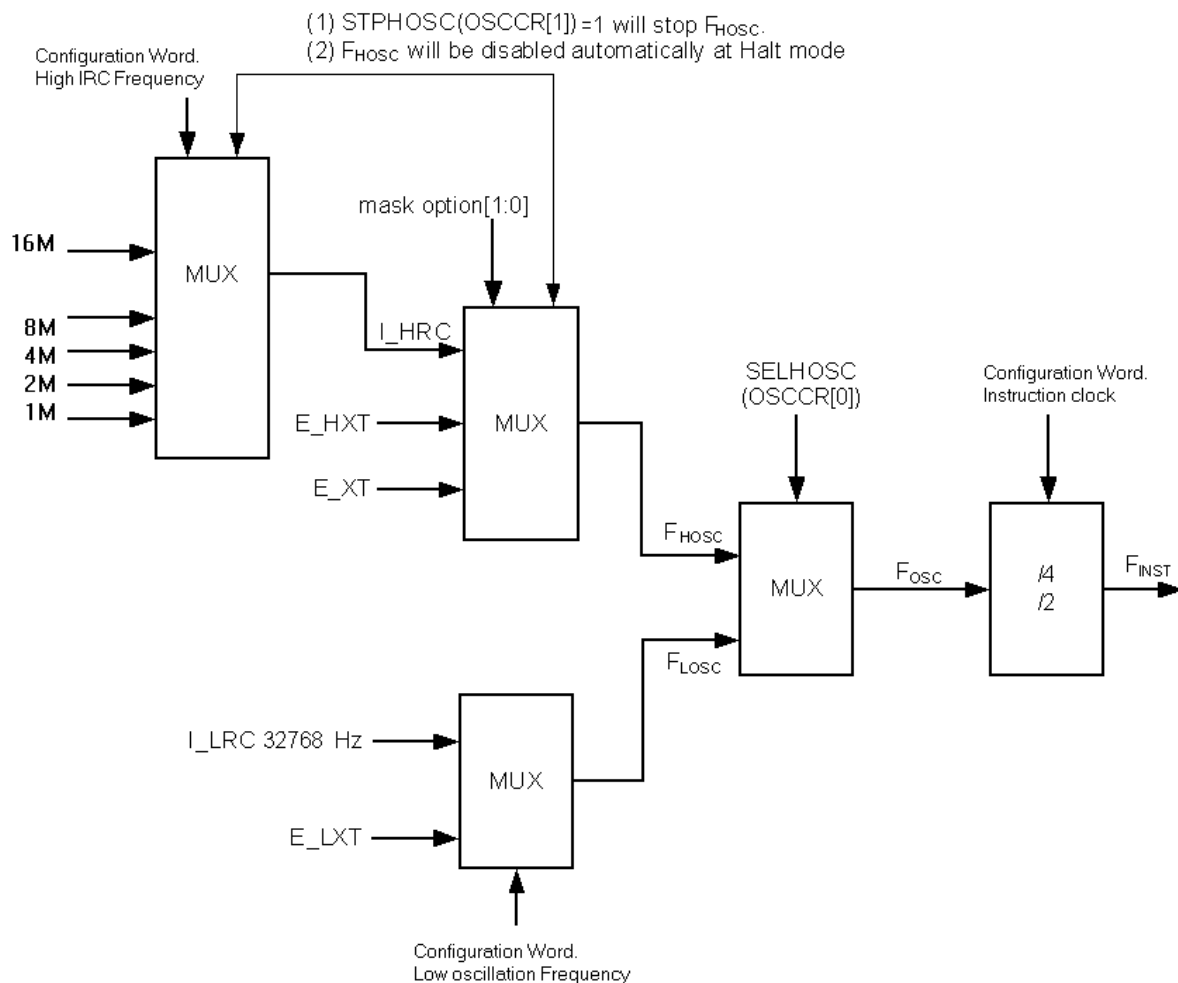 (1) STPHOSC(OSCCR[1])=1 will stop FHOSC.
(2) FHOSC will be disabled automatically at Halt mode
Configuration Word.
High IRC Frequency
mask option[1:0]
16M
MUX
8M
4M
2M
1M
I_HRC
E_HXT
MUX
E_XT
SELHOSC
(OSCCR[0])
Configuration Word.
Instruction clock
FHOSC
MUX
FOSC
/4
/2
FINST
FLOSC
I_LRC 32768 Hz
MUX
E_LXT
Configuration Word.
Low oscillation Frequency